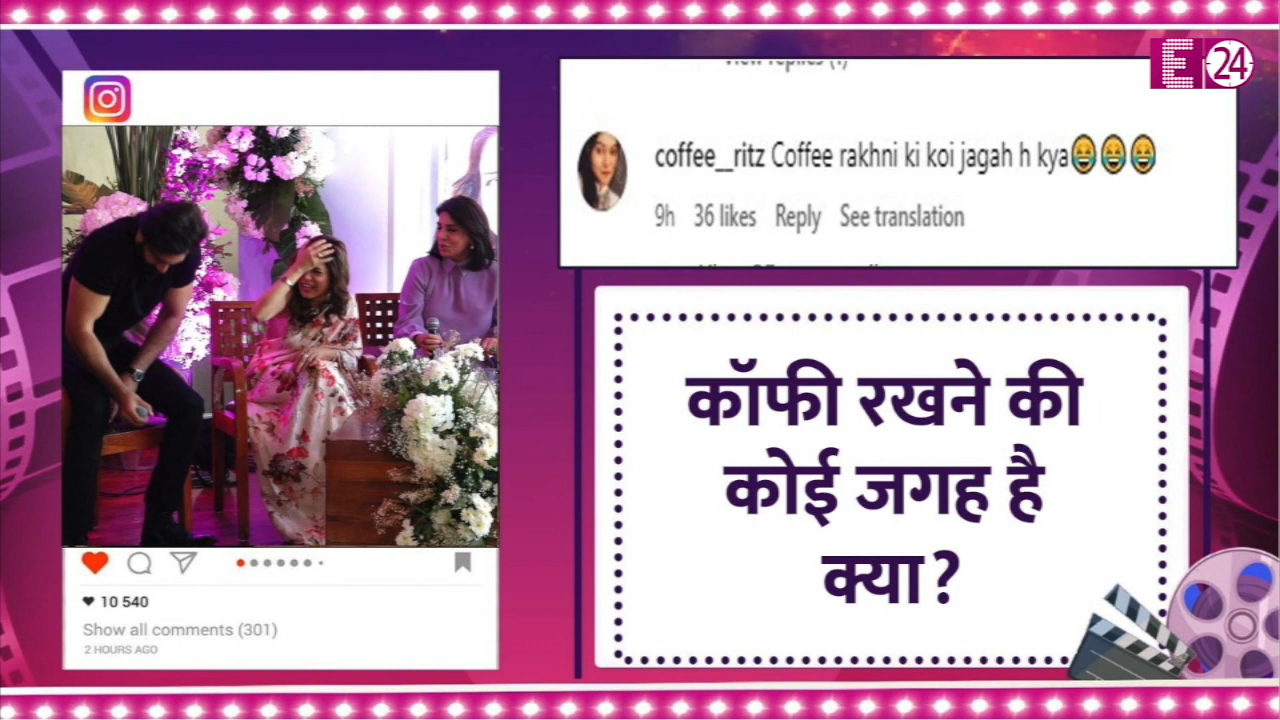 E 24
coffee__ritz Coffee rakhni ki koi jagah h kya😂😂😂
9h 36 likes Reply See translation
कॉफी रखने की
कोई जगह है
क्या?
10 540
Show all comments (301)
2 HOURS AGO